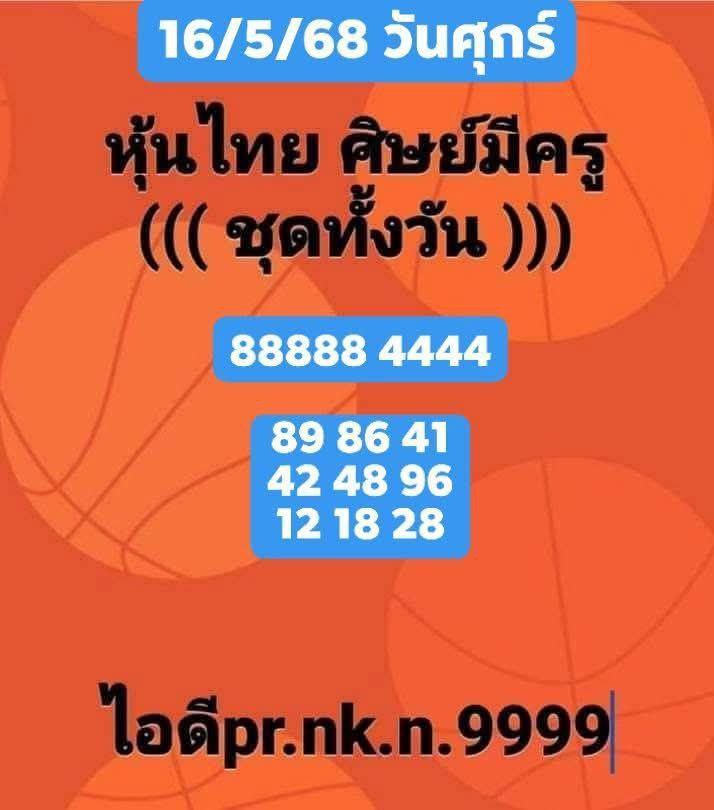 16/5/68 วันศุกร์
หุ้นไทย ศิษย์มีครู
((( ชุดทั้งวัน )))
88888 4444
89 86 41
42 48 96
12 18 28
ไอดีpr.nk.n.9999